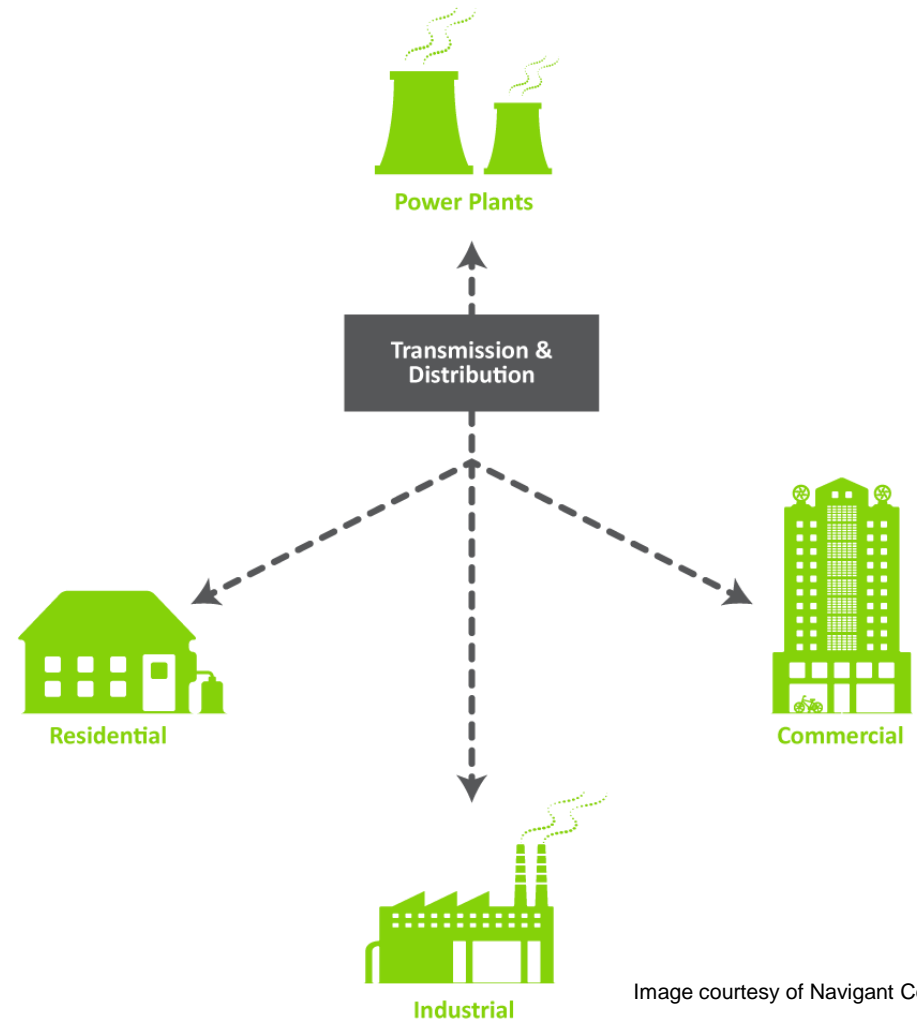 Power Plants
Transmission &
Distribution
Residential
Commercial
Industrial
Image courtesy of Navigant